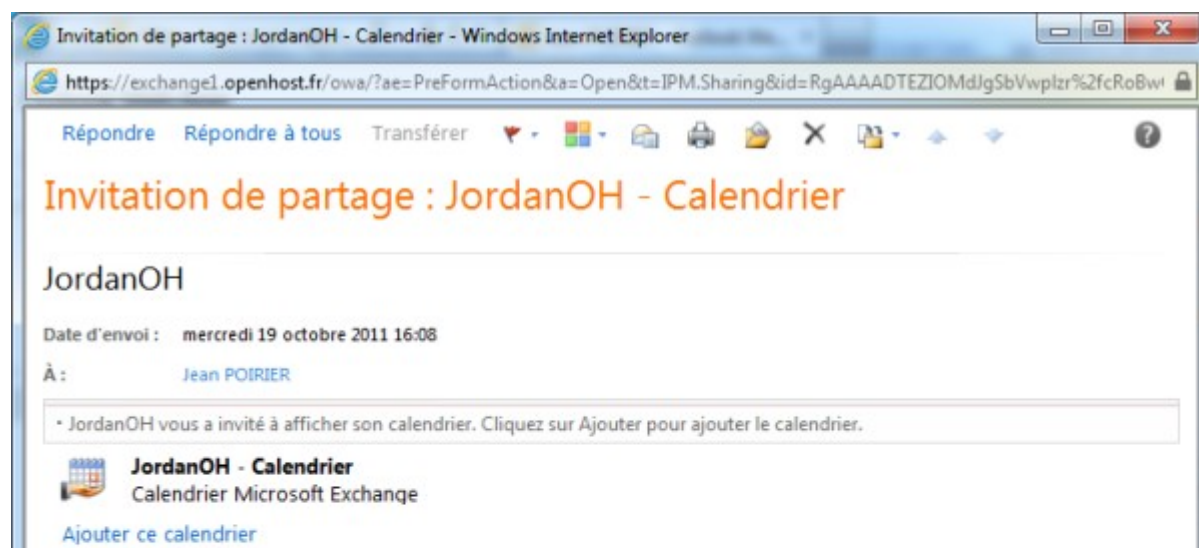 Invitation de partage : JordanOH - Calendrier - Windows Internet Explorer
https://exchange1.openhost.fr/owa/?ae=PreFormAction&a=Open&t=IPM.Sharing&id=RgAAAADTEZIOMdJgSbVwplzr%2fcRoBw
Répondre Répondre à tous Transférer
Invitation de partage : JordanOH - Calendrier
JordanOH
Date d'envoi : mercredi 19 octobre 2011 16:08
À : Jean POIRIER
• JordanOH vous a invité à afficher son calendrier. Cliquez sur Ajouter pour ajouter le calendrier.
JordanOH - Calendrier
Calendrier Microsoft Exchange
Ajouter ce calendrier